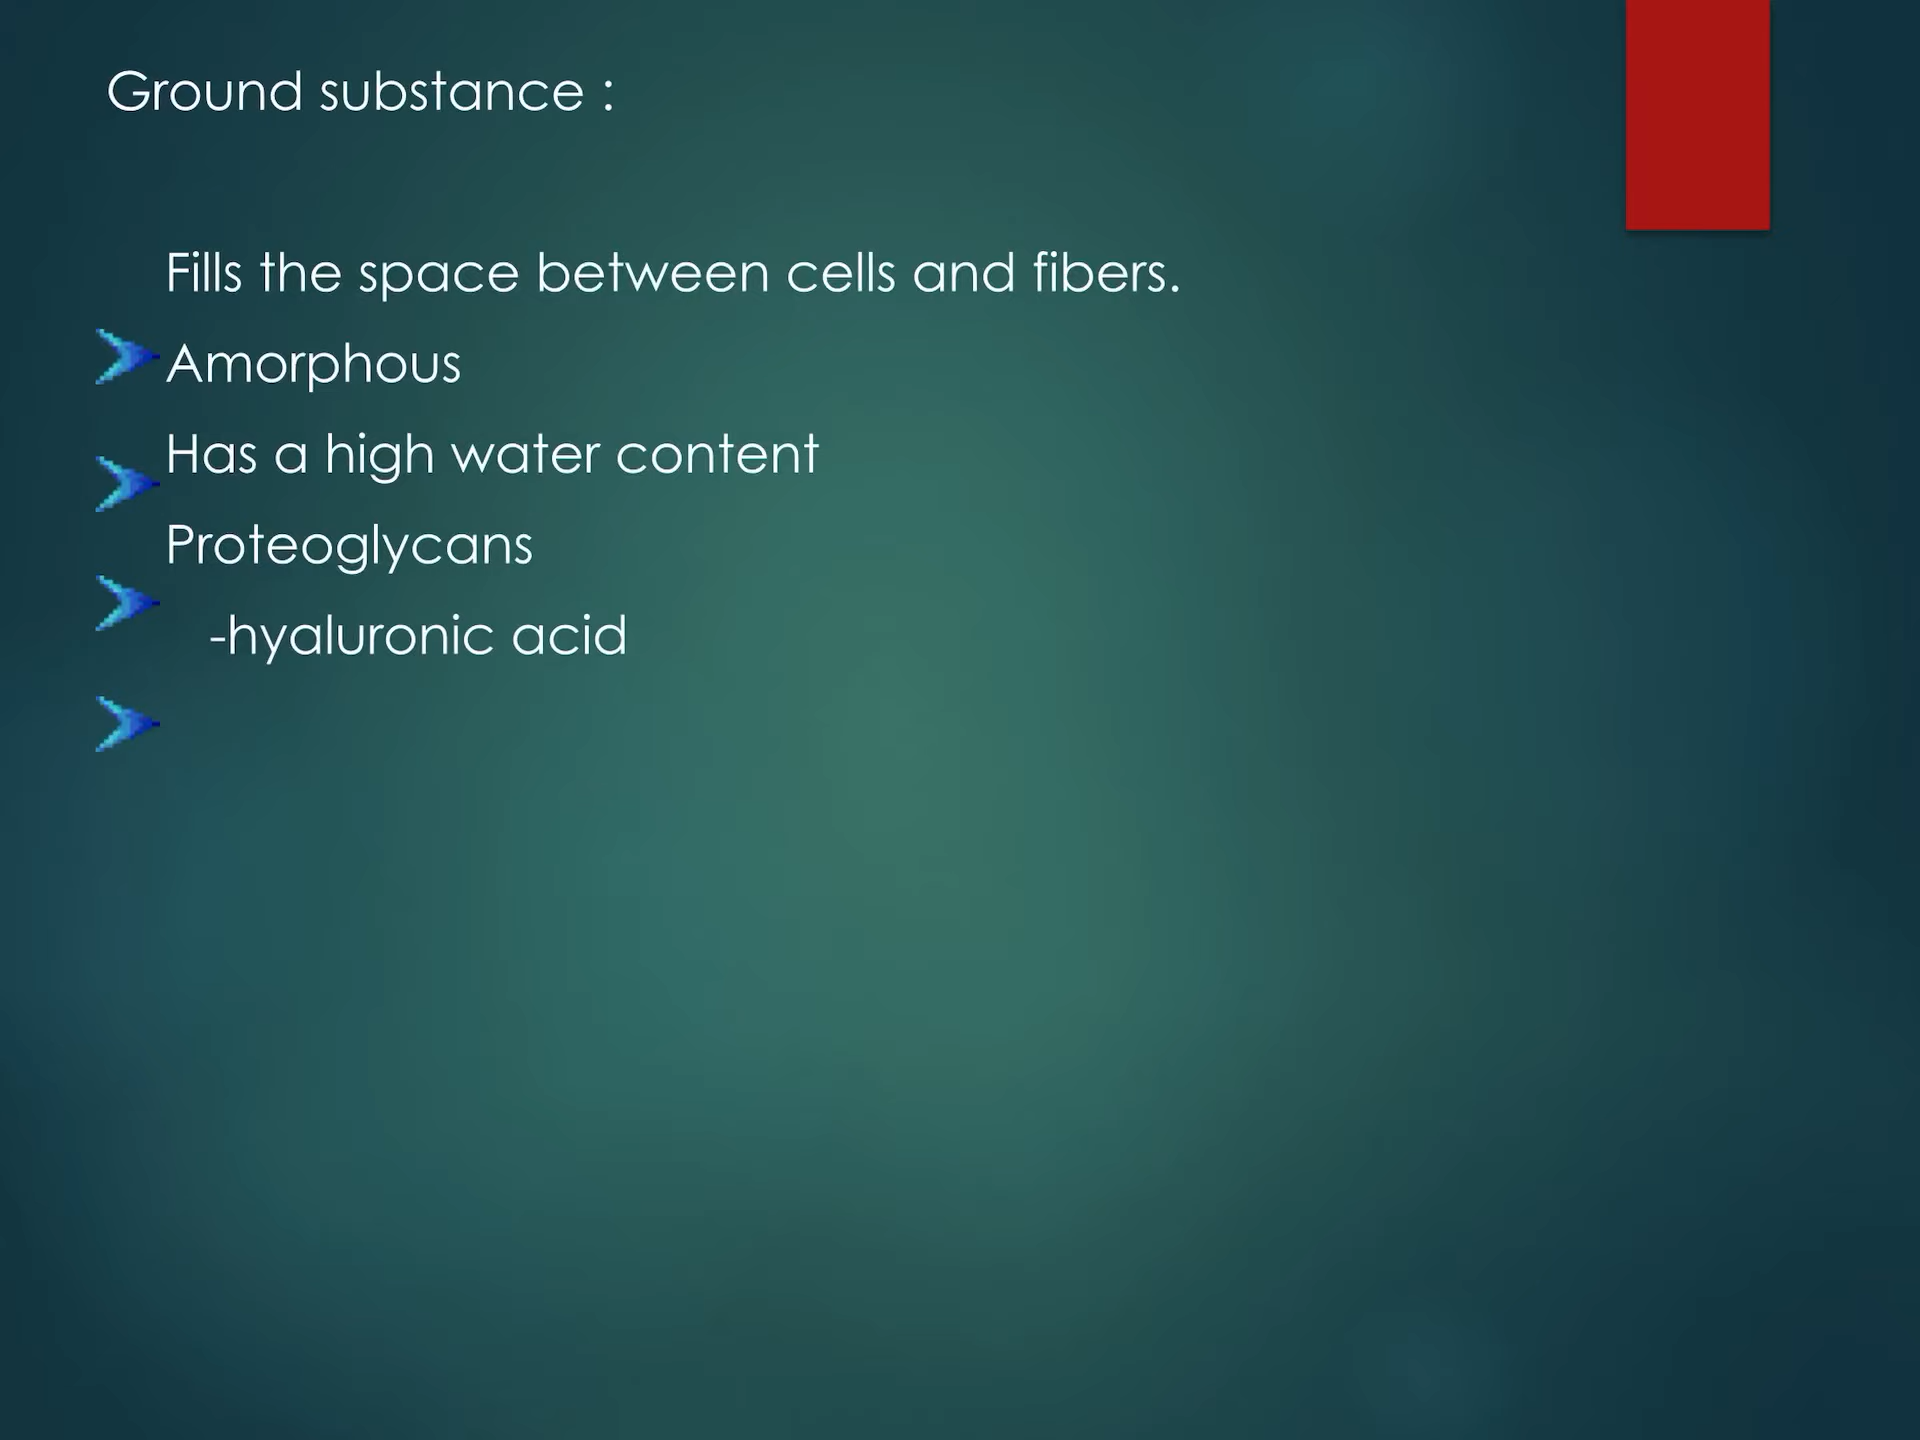 Ground substance :
Fills the space between cells and fibers.
Amorphous
Has a high water content
Proteoglycans
-hyaluronic acid